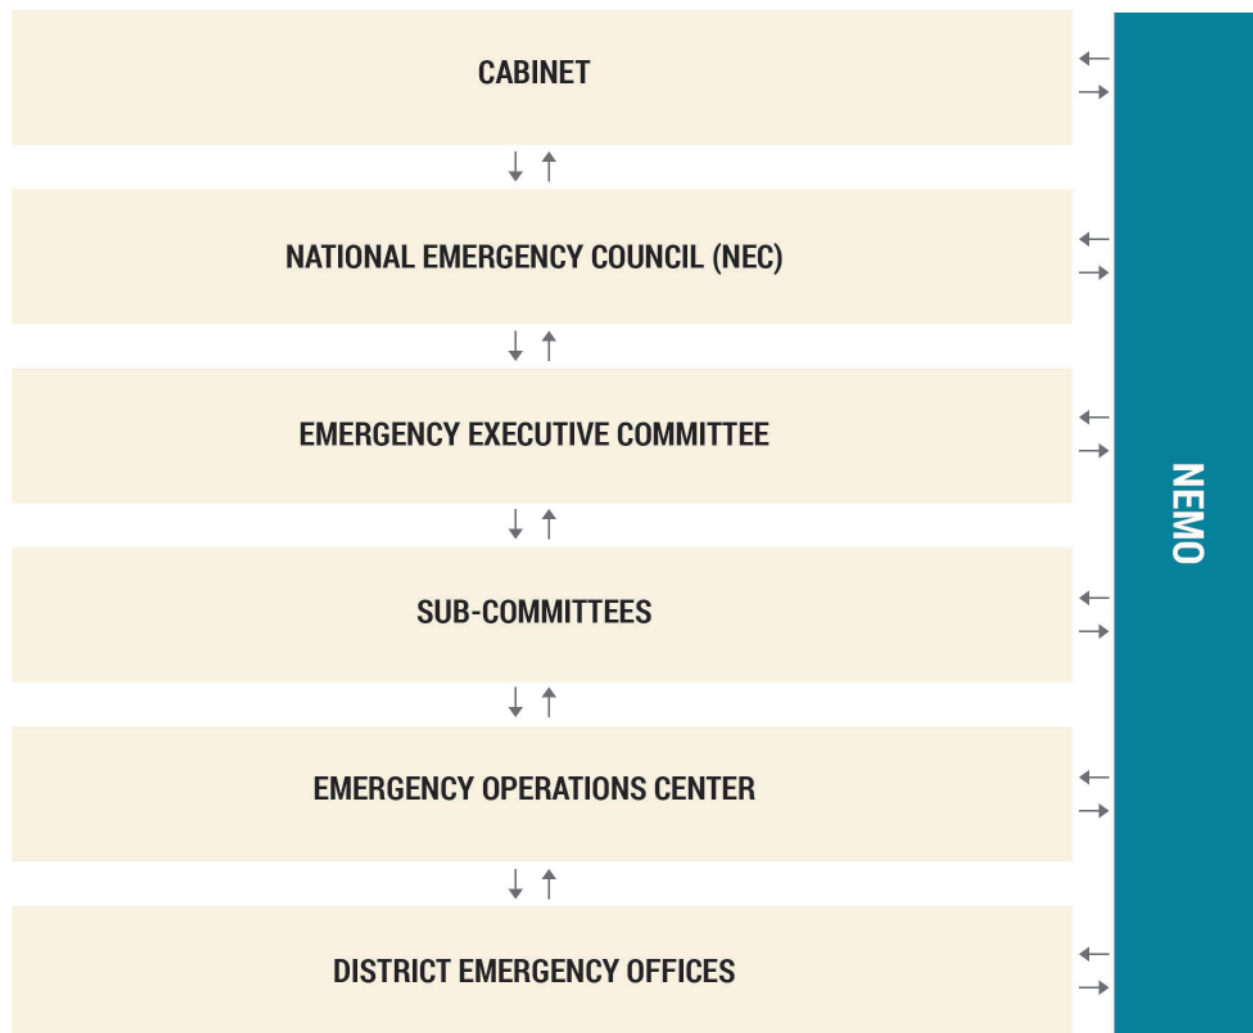 CABINET
NATIONAL EMERGENCY COUNCIL (NEC)
EMERGENCY EXECUTIVE COMMITTEE
SUB-COMMITTEES
EMERGENCY OPERATIONS CENTER
DISTRICT EMERGENCY OFFICES
NEMO